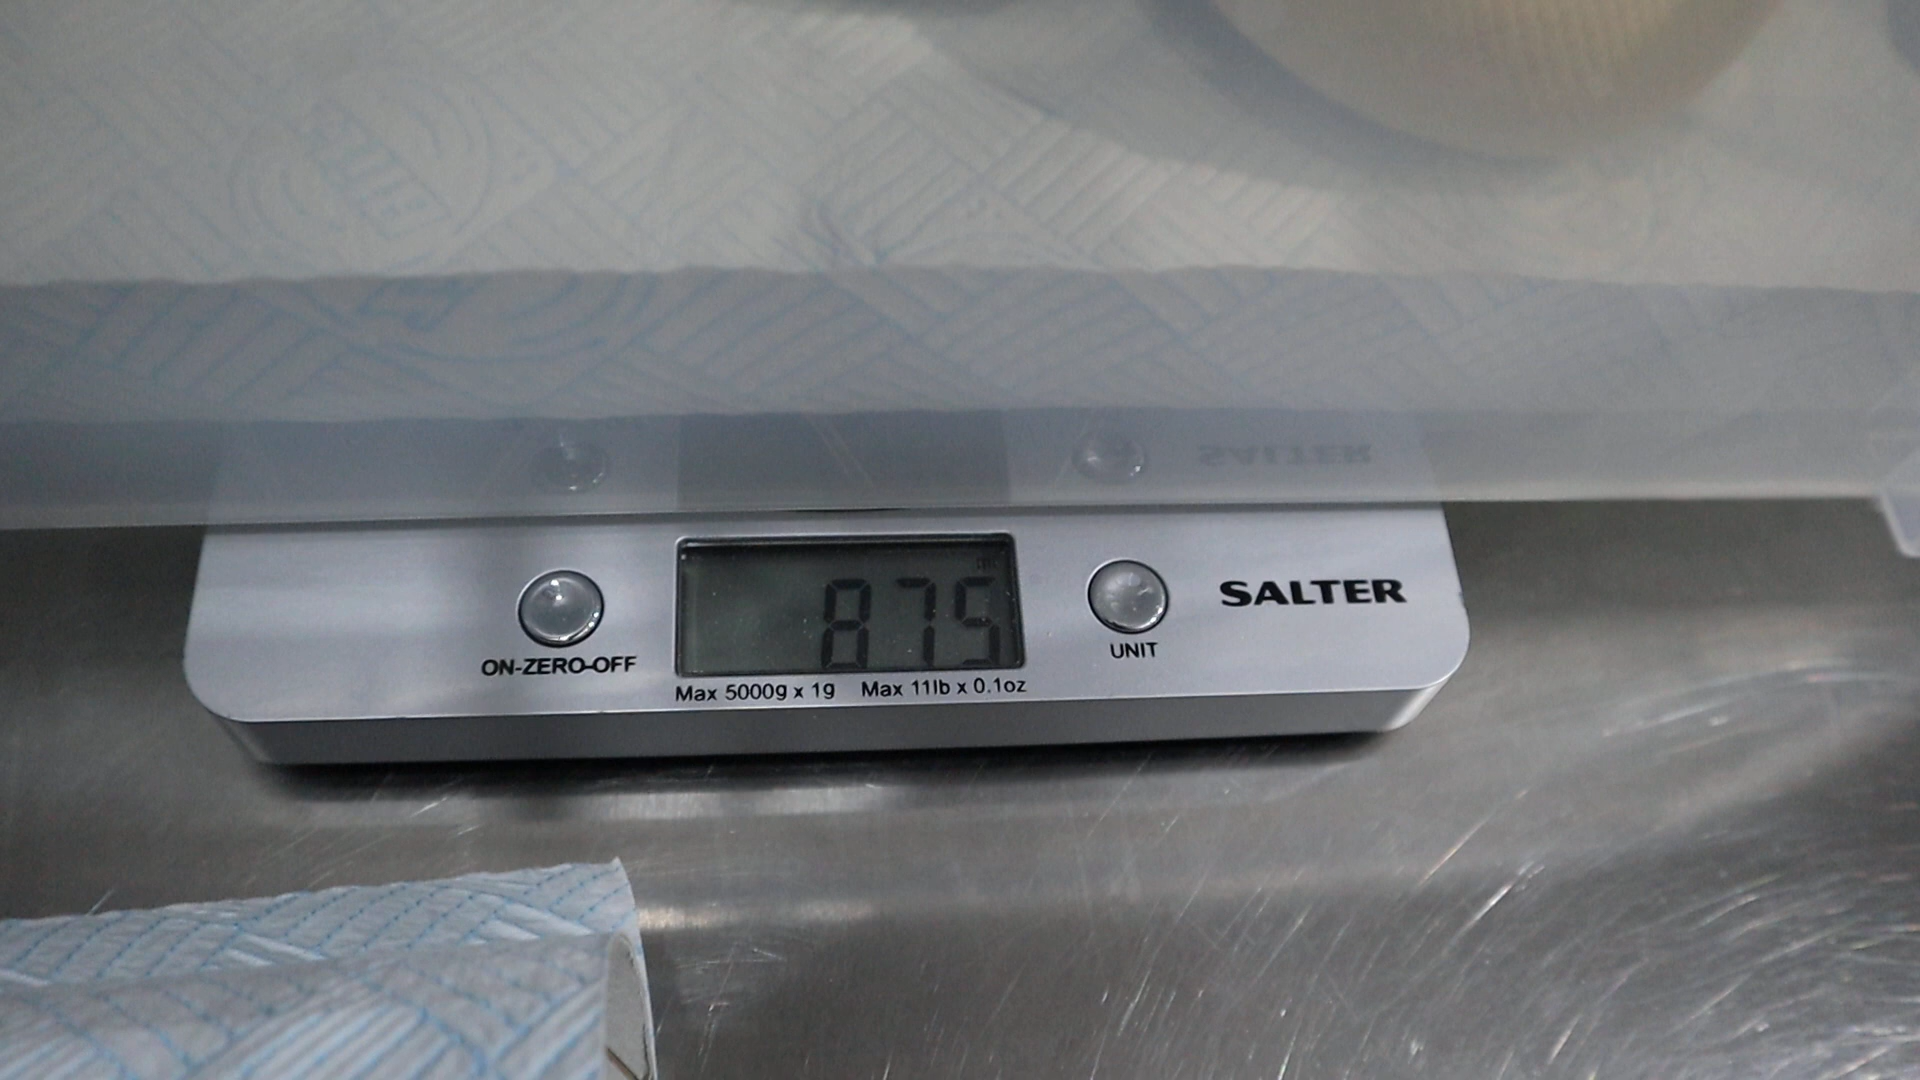 875
SALTER
ON-ZERO-OFF
UNIT
Max 5000g x 1g Max 11lb x 0.1oz